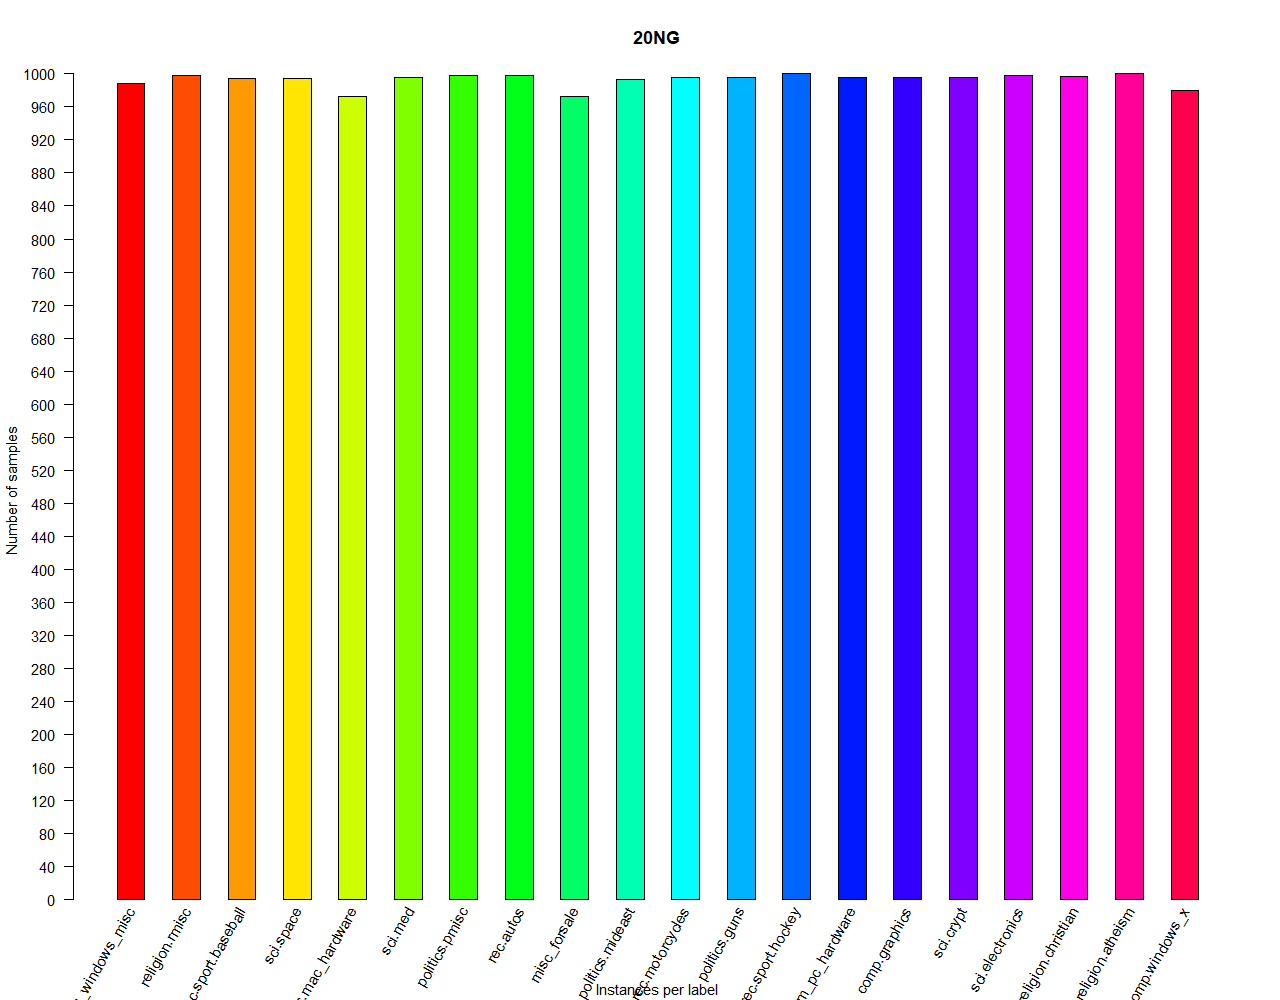 20NG
Number of samples
1000
960
920
880
840
800
760
720
680
640
600
560
520
480
440
400
360
320
280
240
200
160
120
80
40
0
_windows_misc
religion.rmisc
c.sport.baseball
sci.space
.mac_hardware
sci.med
politics.pmisc
rec.autos
misc_forsale
politics.mideast
rec.motorcycles
politics.guns
rec.sport.hockey
m_pc_hardware
comp.graphics
sci.crypt
sci.electronics
religion.christian
religion.atheism
omp.windows_x
Instances per label